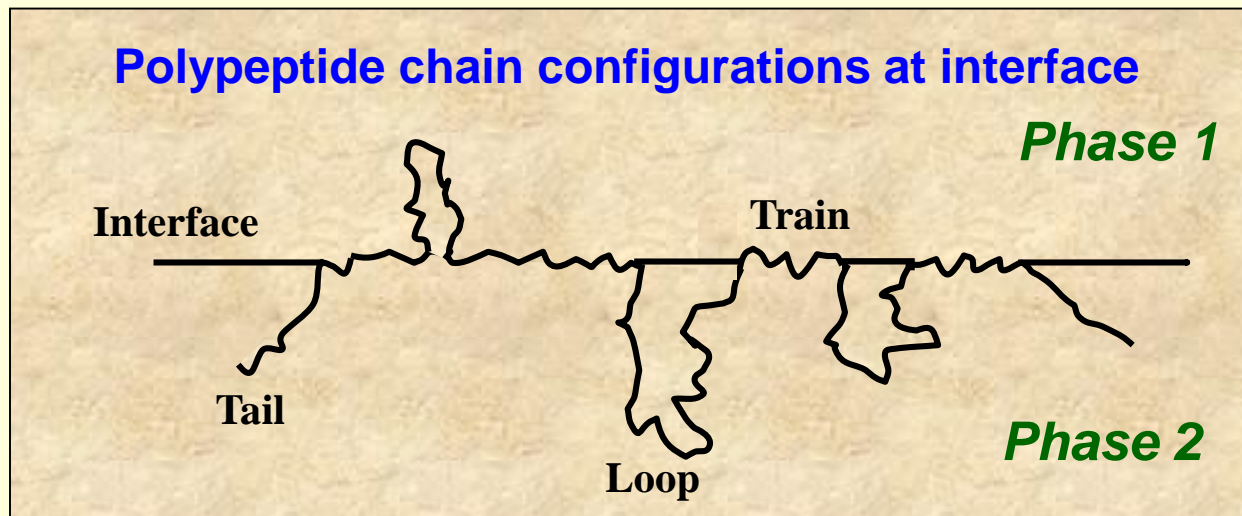 Polypeptide chain configurations at interface
Phase 1
Interface
Train
Tail
Loop
Phase 2